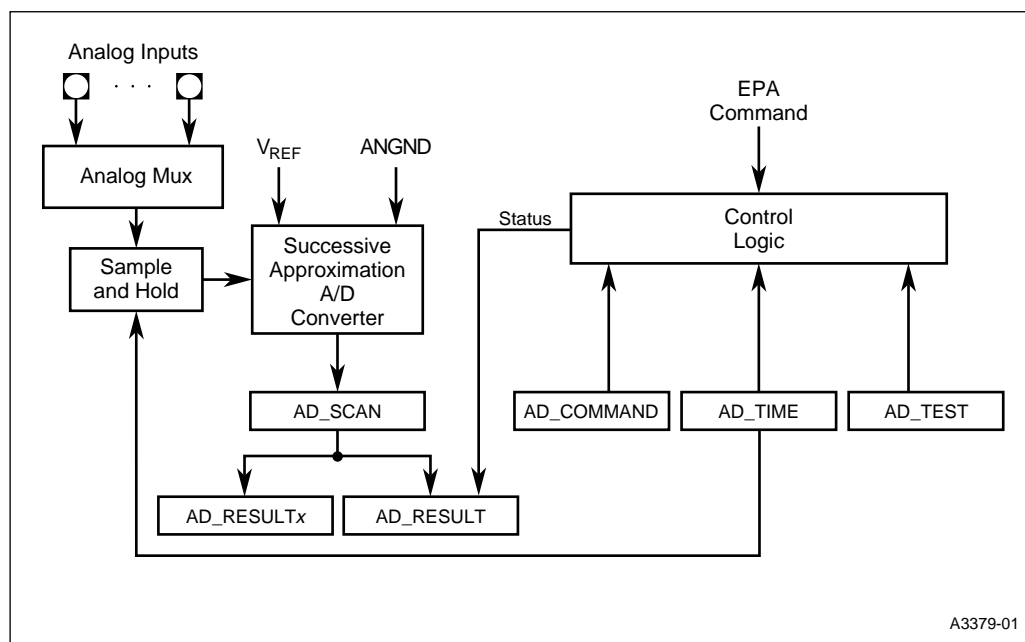 Analog Inputs
. . .
Analog Mux
Sample
and Hold
VREF
ANGND
Successive
Approximation
A/D
Converter
AD_SCAN
AD_RESULTx
AD_RESULT
EPA
Command
Status
Control
Logic
AD_COMMAND
AD_TIME
AD_TEST
A3379-01